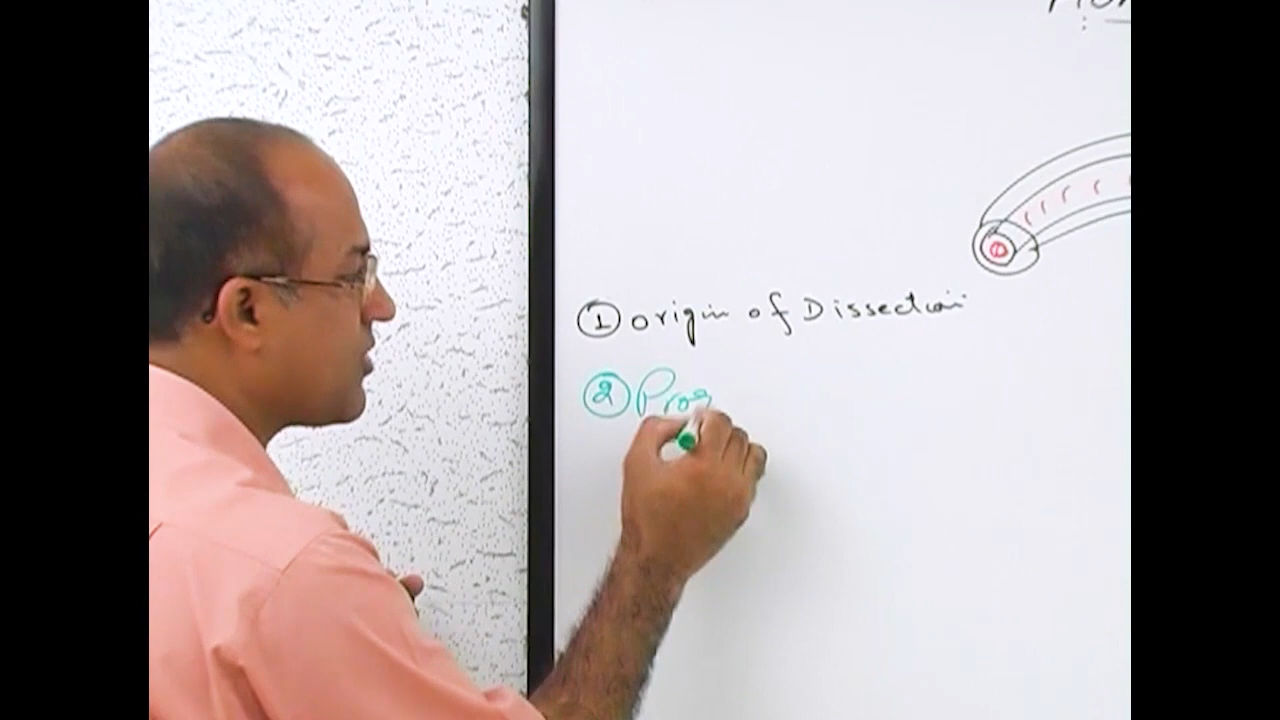 ① origin of Dissection
② Prog